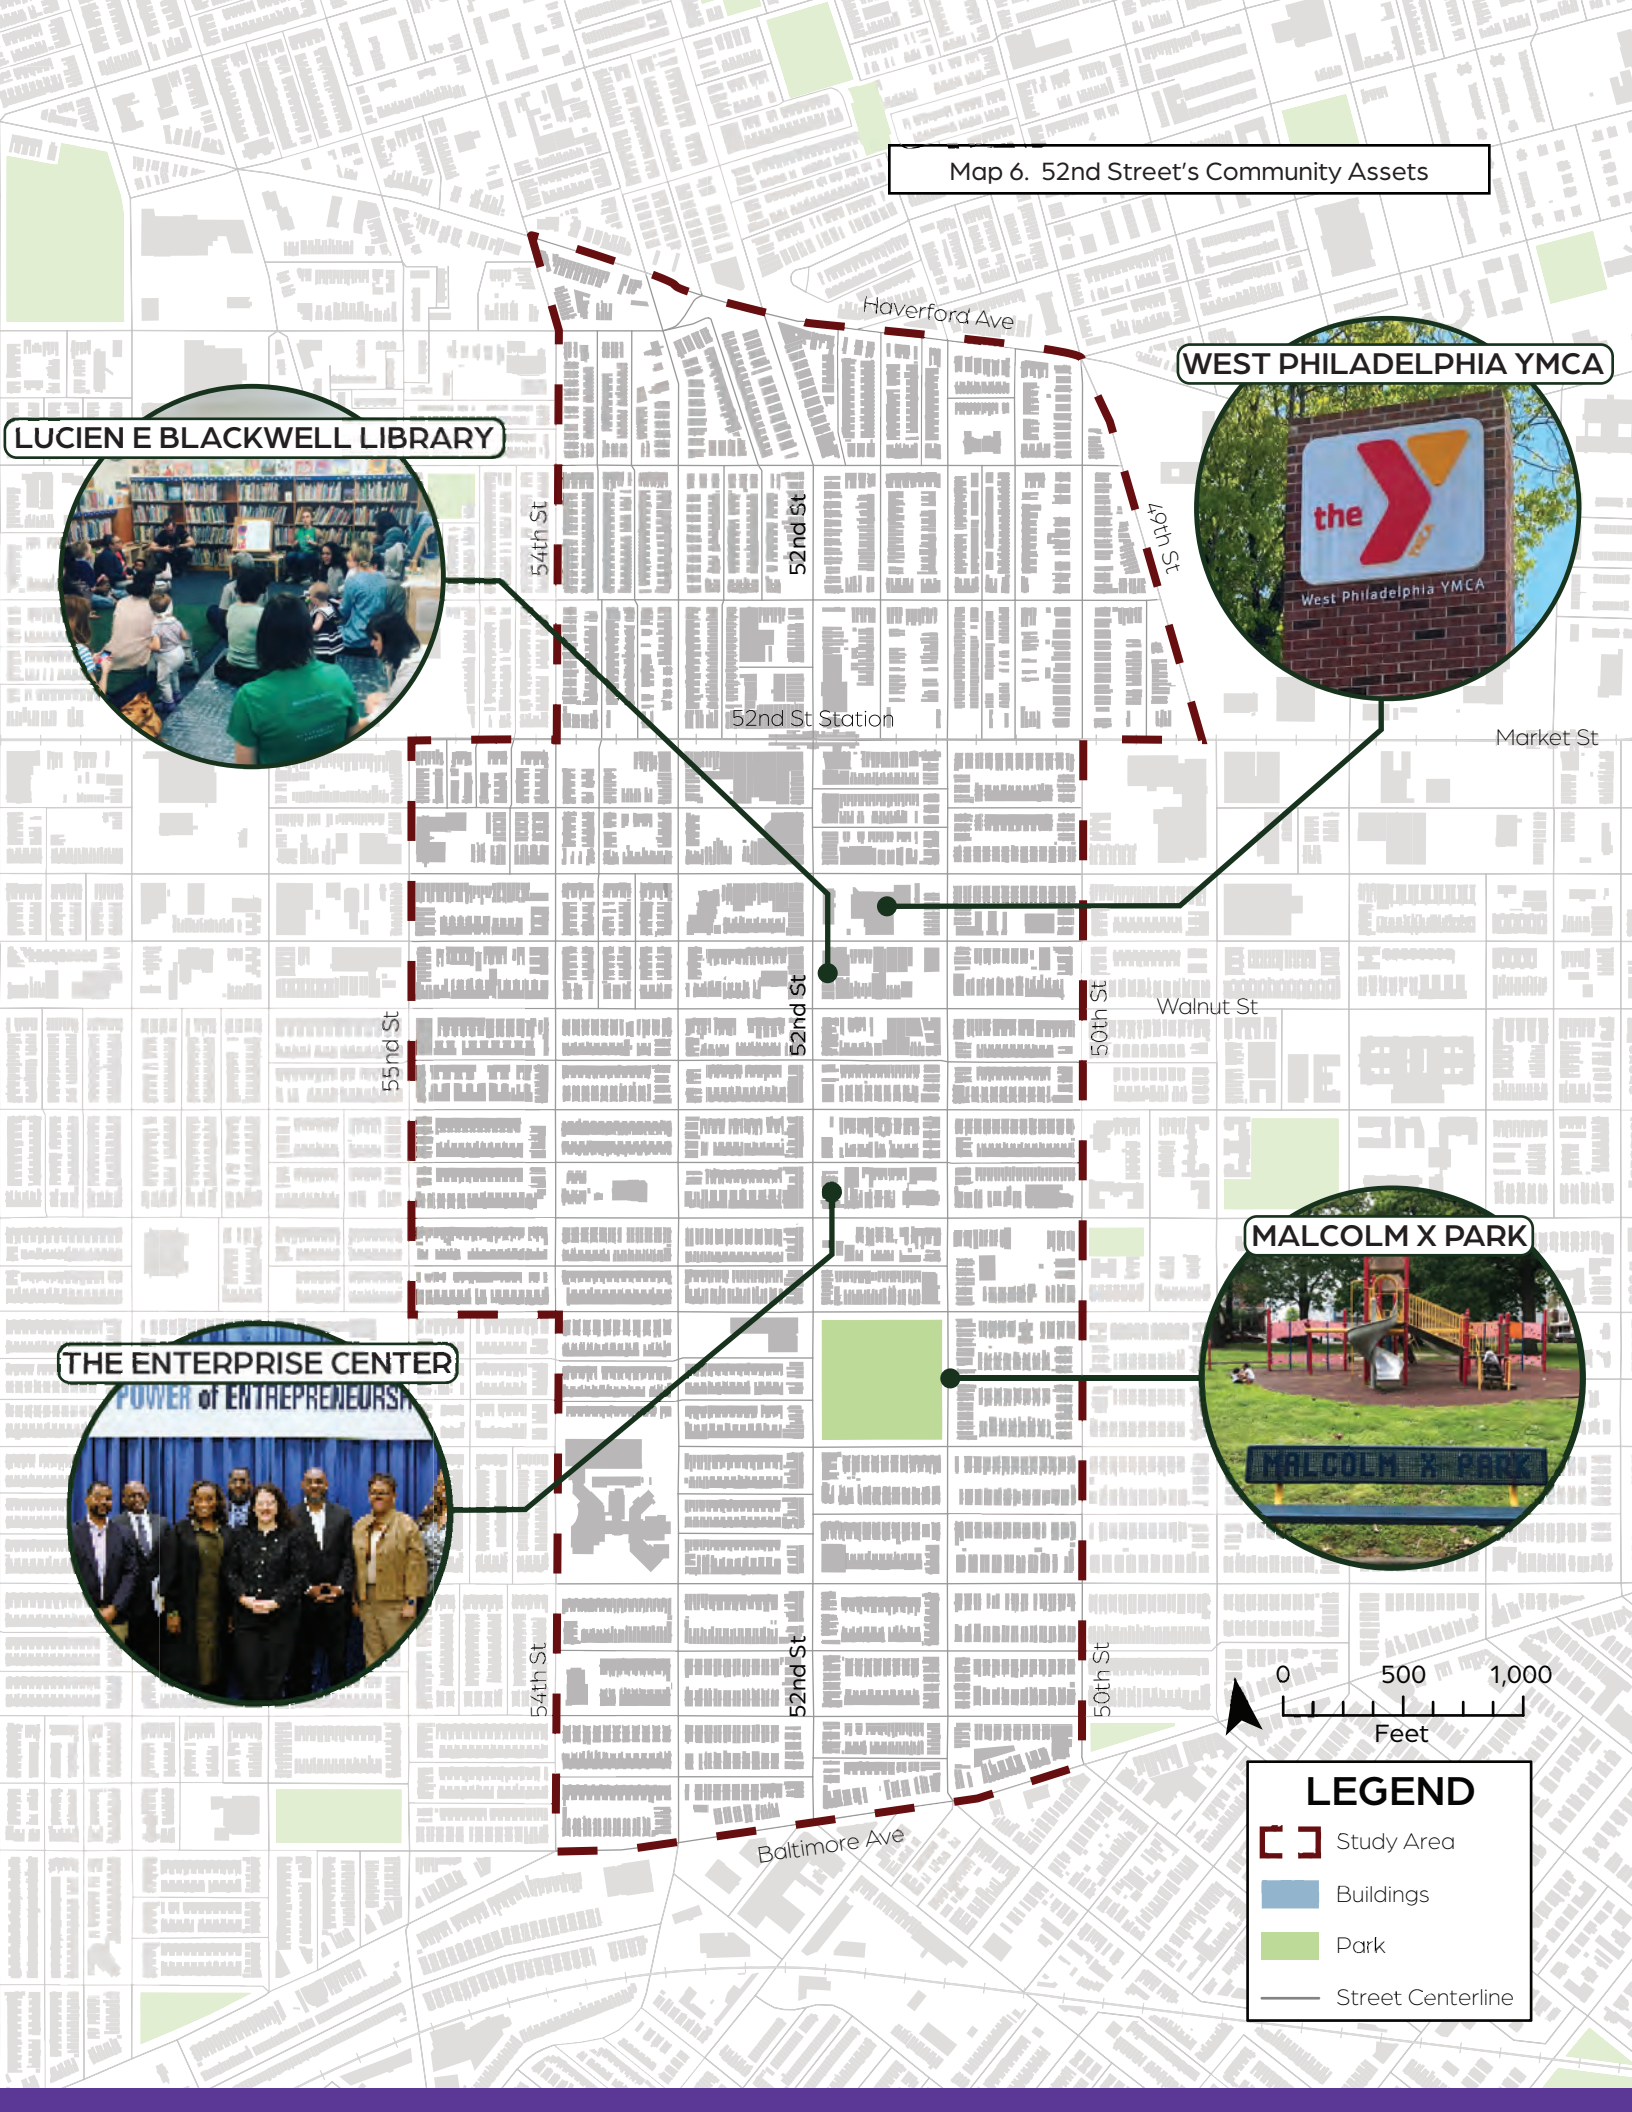 Map 6. 52nd Street's Community Assets
Haverford Ave
WEST PHILADELPHIA YMCA
the
YMCA
West Philadelphia YMCA
LUCIEN E BLACKWELL LIBRARY
54th St
52nd St
49th St
52nd St Station
Market St
52nd St
50th St
Walnut St
55nd St
MALCOLM X PARK
MALCOLM X PARK
THE ENTERPRISE CENTER
POWER of ENTREPRENEURSH
54th St
52nd St
50th St
0 500 1,000
Feet
Baltimore Ave
LEGEND
Study Area
Buildings
Park
Street Centerline